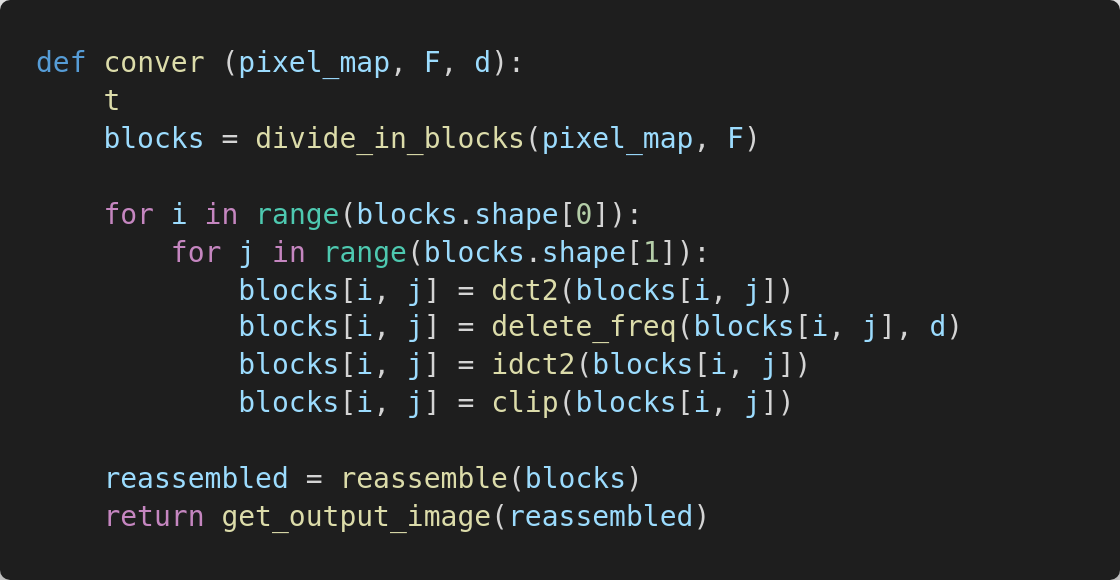 def conver (pixel_map, F, d):
    t
    blocks = divide_in_blocks(pixel_map, F)

    for i in range(blocks.shape[0]):
        for j in range(blocks.shape[1]):
            blocks[i, j] = dct2(blocks[i, j])
            blocks[i, j] = delete_freq(blocks[i, j], d)
            blocks[i, j] = idct2(blocks[i, j])
            blocks[i, j] = clip(blocks[i, j])

    reassembled = reassemble(blocks)
    return get_output_image(reassembled)